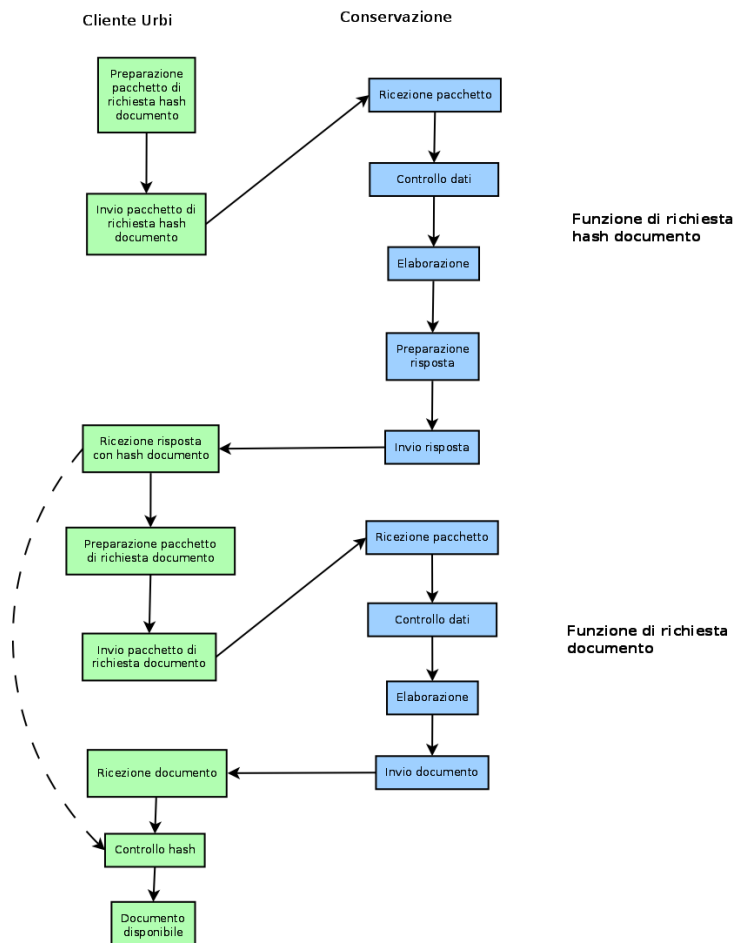 Cliente Urbi
Conservazione
Preparazione
pacchetto di
richiesta hash
documento
Ricezione pacchetto
Controllo dati
Invio pacchetto di
richiesta hash
documento
Funzione di richiesta
hash documento
Elaborazione
Preparazione
risposta
Ricezione risposta
con hash documento
Invio risposta
Preparazione pacchetto
di richiesta documento
Ricezione pacchetto
Controllo dati
Funzione di richiesta
documento
Invio pacchetto di
richiesta documento
Elaborazione
Ricezione documento
Invio documento
Controllo hash
Documento
disponibile